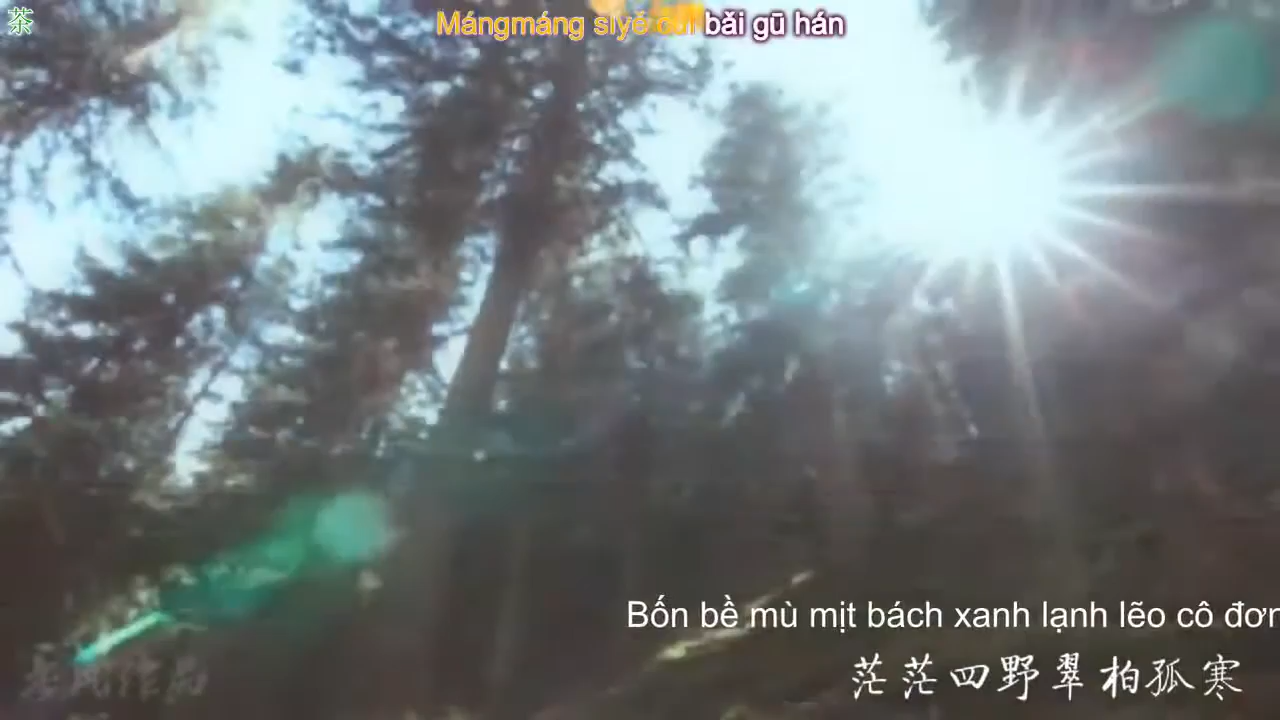 茶
Mángmáng sìyě cuì bǎi gū hán
Bốn bề mù mịt bách xanh lạnh lẽo cô đơn
茫茫四野翠柏孤寒